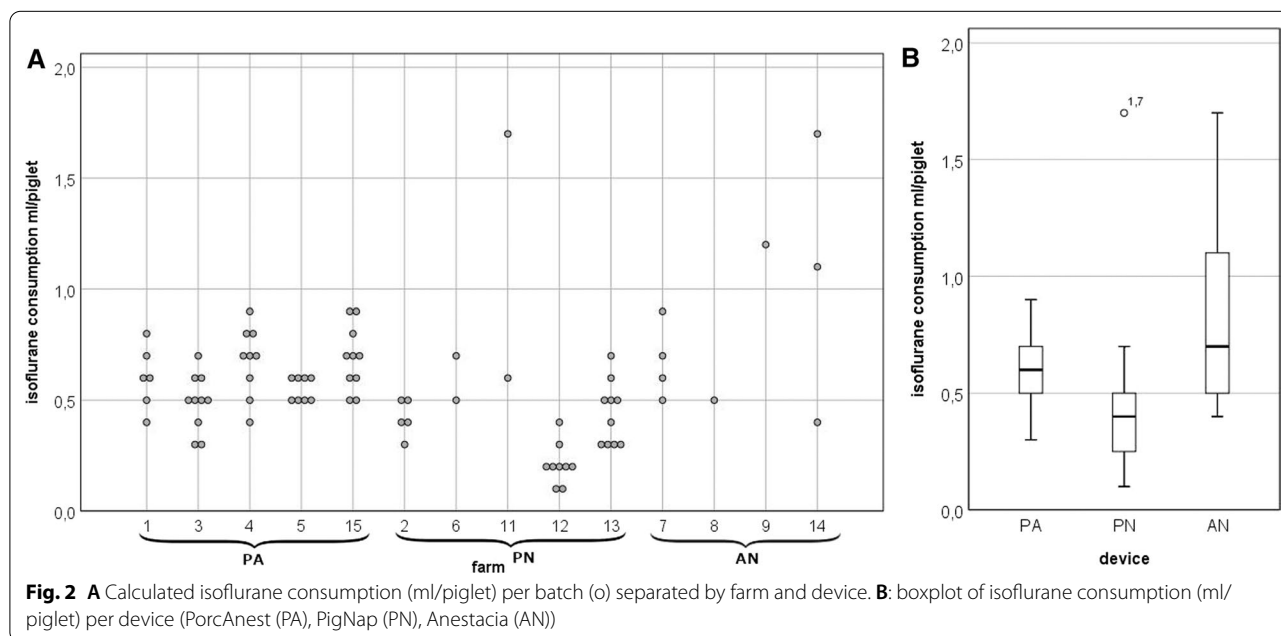 A
2,0
1,5
1,0
0,5
0,0
isoflurane consumption ml/piglet
1 3 4 5 15 2 6 11 12 13 7 8 9 14
PA PN AN
farm
B
2,0
1,5
1,0
0,5
0,0
isoflurane consumption ml/piglet
1,7
PA PN AN
device
Fig. 2 A Calculated isoflurane consumption (ml/piglet) per batch (o) separated by farm and device. B: boxplot of isoflurane consumption (ml/
piglet) per device (PorcAnest (PA), PigNap (PN), Anestacia (AN))